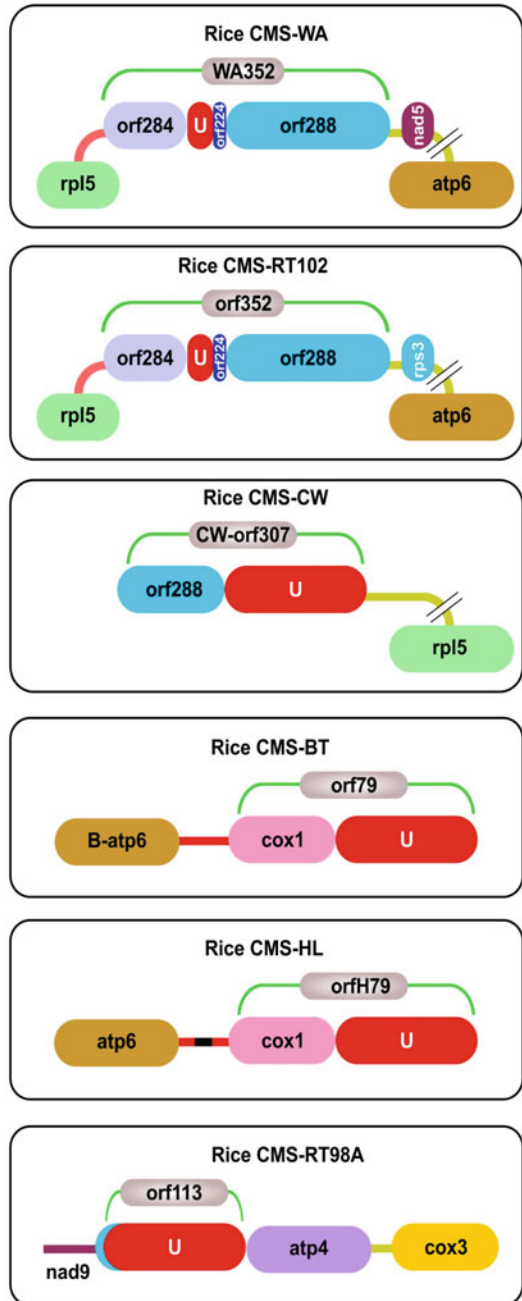 Rice CMS-WA
WA352
orf284 U orf224 orf288 nad5
rpl5 atp6
Rice CMS-RT102
orf352
orf284 U orf224 orf288 rps3
rpl5 atp6
Rice CMS-CW
CW-orf307
orf288 U
rpl5
Rice CMS-BT
orf79
B-atp6 cox1 U
Rice CMS-HL
orfH79
atp6 cox1 U
Rice CMS-RT98A
orf113
U atp4 cox3
nad9